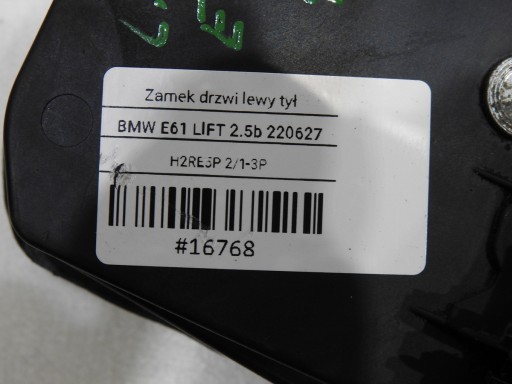 Zamek drzwi lewy tył
BMW E61 LIFT 2.5b 220627
H2RE5P 2/1-3P
#16768